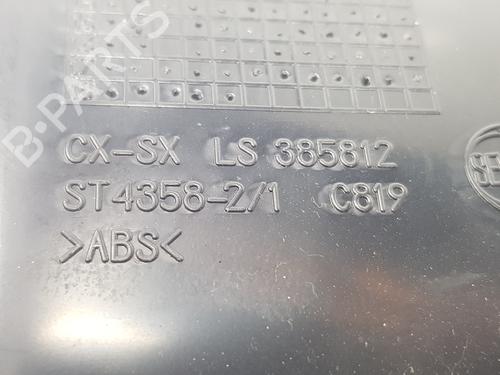 B-PARTS
CX-SX LS 385812
ST4358-2/1 C819
>ABS<